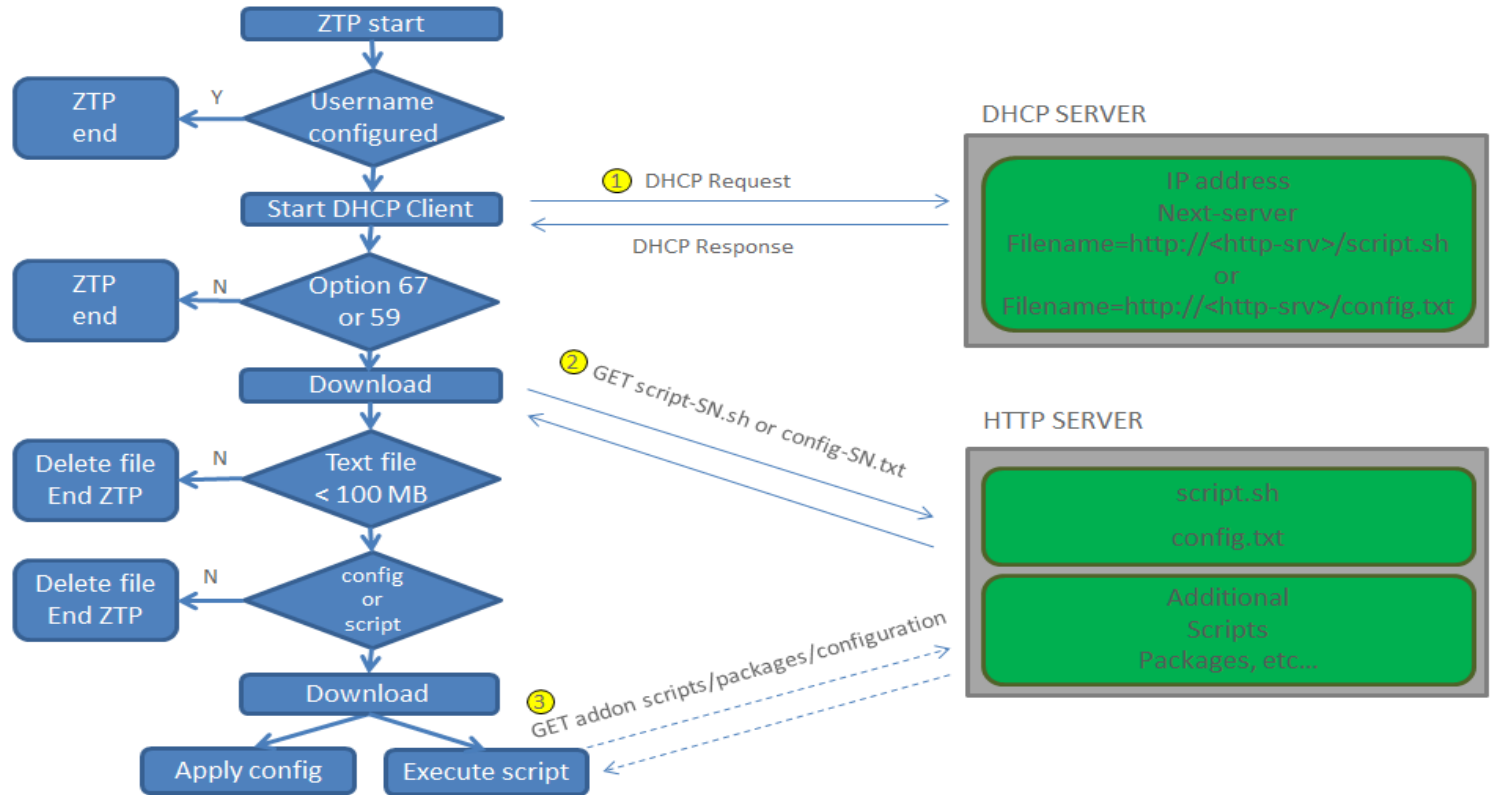 ZTP start
Username
configured
Y
ZTP
end
Start DHCP Client
Option 67
or 59
N
ZTP
end
Download
Text file
< 100 MB
N
Delete file
End ZTP
config
or
script
N
Delete file
End ZTP
Download
Apply config
Execute script
1 DHCP Request
DHCP Response
2 GET script-SN.sh or config-SN.txt
3
GET addon scripts/packages/configuration
DHCP SERVER
IP address
Next-server
Filename=http://<http-srv>/script.sh
or
Filename=http://<http-srv>/config.txt
HTTP SERVER
script.sh
config.txt
Additional
Scripts
Packages, etc...